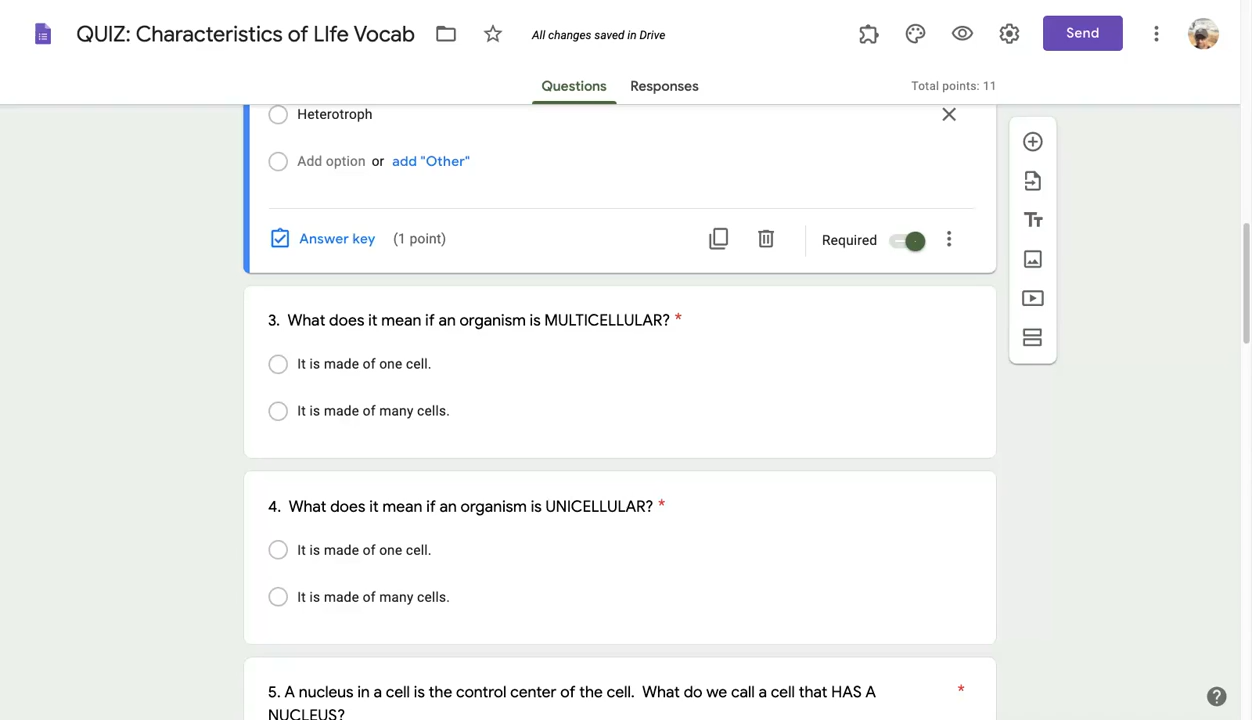 QUIZ: Characteristics of LIfe Vocab
All changes saved in Drive
Send
Questions
Responses
Total points: 11
Heterotroph
Add option or add "Other"
Answer key (1 point)
Required
3. What does it mean if an organism is MULTICELLULAR? *
It is made of one cell.
It is made of many cells.
4. What does it mean if an organism is UNICELLULAR? *
It is made of one cell.
It is made of many cells.
5. A nucleus in a cell is the control center of the cell. What do we call a cell that HAS A *
NUCLEUS?